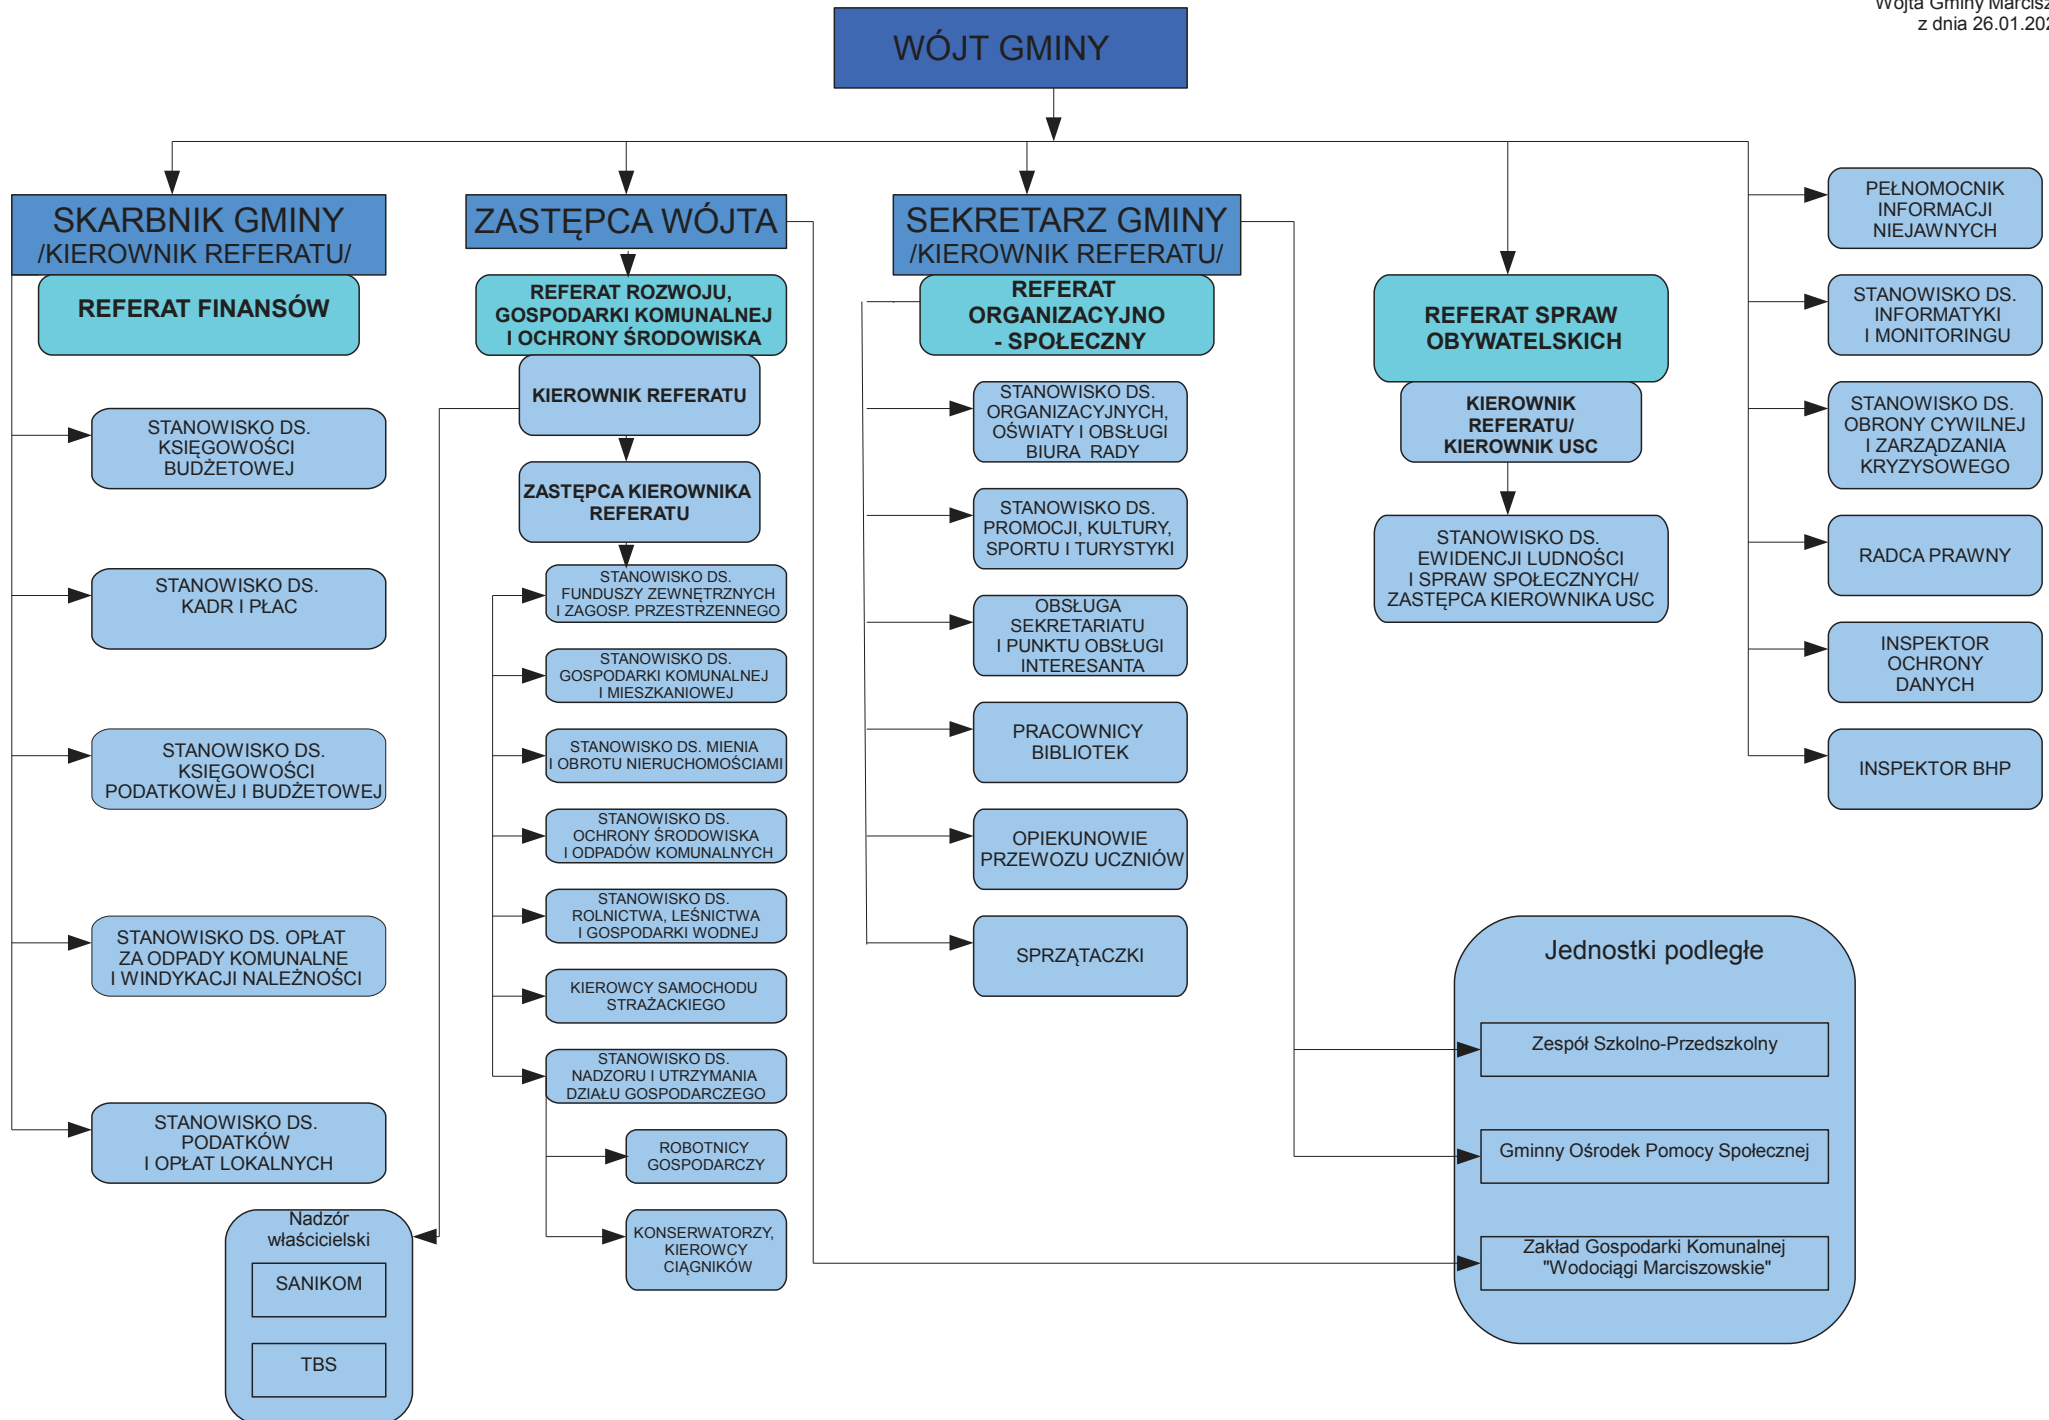 Wójta Gminy
z dnia 26.01.
WÓJT GMINY
SKARBNIK GMINY
/KIEROWNIK REFERATU/
REFERAT FINANSÓW
STANOWISKO DS.
KSIĘGOWOŚCI
BUDŻETOWEJ
STANOWISKO DS.
KADR I PŁAC
STANOWISKO DS.
KSIĘGOWOŚCI
PODATKOWEJ I BUDŻETOWEJ
STANOWISKO DS. OPŁAT
ZA ODPADY KOMUNALNE
I WINDYKACJI NALEŻNOŚCI
STANOWISKO DS.
PODATKÓW
I OPŁAT LOKALNYCH
Nadzór
właścicielski
SANIKOM
TBS
ZASTĘPCA WÓJTA
REFERAT ROZWOJU,
GOSPODARKI KOMUNALNEJ
I OCHRONY ŚRODOWISKA
KIEROWNIK REFERATU
ZASTĘPCA KIEROWNIKA
REFERATU
STANOWISKO DS.
FUNDUSZY ZEWNĘTRZNYCH
I ZAGOSP. PRZESTRZENNEGO
STANOWISKO DS.
GOSPODARKI KOMUNALNEJ
I MIESZKANIOWEJ
STANOWISKO DS. MIENIA
I OBROTU NIERUCHOMOŚCIAMI
STANOWISKO DS.
OCHRONY ŚRODOWISKA
I ODPADÓW KOMUNALNYCH
STANOWISKO DS.
ROLNICTWA, LEŚNICTWA
I GOSPODARKI WODNEJ
KIEROWCY SAMOCHODU
STRAŻACKIEGO
STANOWISKO DS.
NADZORU I UTRZYMANIA
DZIAŁU GOSPODARCZEGO
ROBOTNICY
GOSPODARCZY
KONSERWATORZY,
KIEROWCY
CIĄGNIKÓW
SEKRETARZ GMINY
/KIEROWNIK REFERATU/
REFERAT
ORGANIZACYJNO
- SPOŁECZNY
STANOWISKO DS.
ORGANIZACYJNYCH,
OŚWIATY I OBSŁUGI
BIURA RADY
STANOWISKO DS.
PROMOCJI, KULTURY,
SPORTU I TURYSTYKI
OBSŁUGA
SEKRETARIATU
I PUNKTU OBSŁUGI
INTERESANTA
PRACOWNICY
BIBLIOTEK
OPIEKUNOWIE
PRZEWOZU UCZNIÓW
SPRZĄTACZKI
REFERAT SPRAW
OBYWATELSKICH
KIEROWNIK
REFERATU/
KIEROWNIK USC
STANOWISKO DS.
EWIDENCJI LUDNOŚCI
I SPRAW SPOŁECZNYCH/
ZASTĘPCA KIEROWNIKA USC
PEŁNOMOCNIK
INFORMACJI
NIEJAWNYCH
STANOWISKO DS.
INFORMATYKI
I MONITORINGU
STANOWISKO DS.
OBRONY CYWILNEJ
I ZARZĄDZANIA
KRYZYSOWEGO
RADCA PRAWNY
INSPEKTOR
OCHRONY
DANYCH
INSPEKTOR BHP
Jednostki podległe
Zespół Szkolno-Przedszkolny
Gminny Ośrodek Pomocy Społecznej
Zakład Gospodarki Komunalnej
"Wodociągi Marciszowskie"